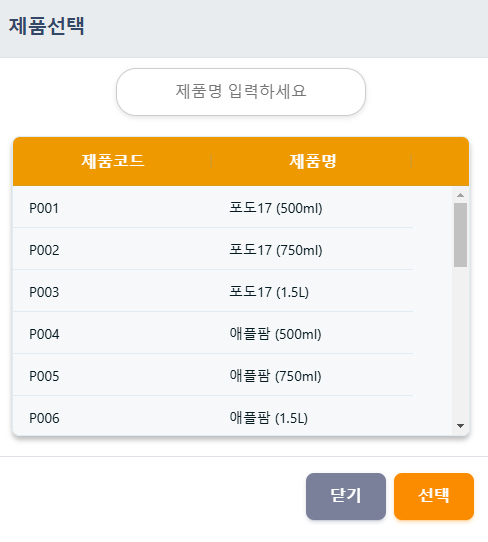 제품선택
제품명 입력하세요
제품코드 제품명
P001 포도17 (500ml)
P002 포도17 (750ml)
P003 포도17 (1.5L)
P004 애플팜 (500ml)
P005 애플팜 (750ml)
P006 애플팜 (1.5L)
닫기 선택